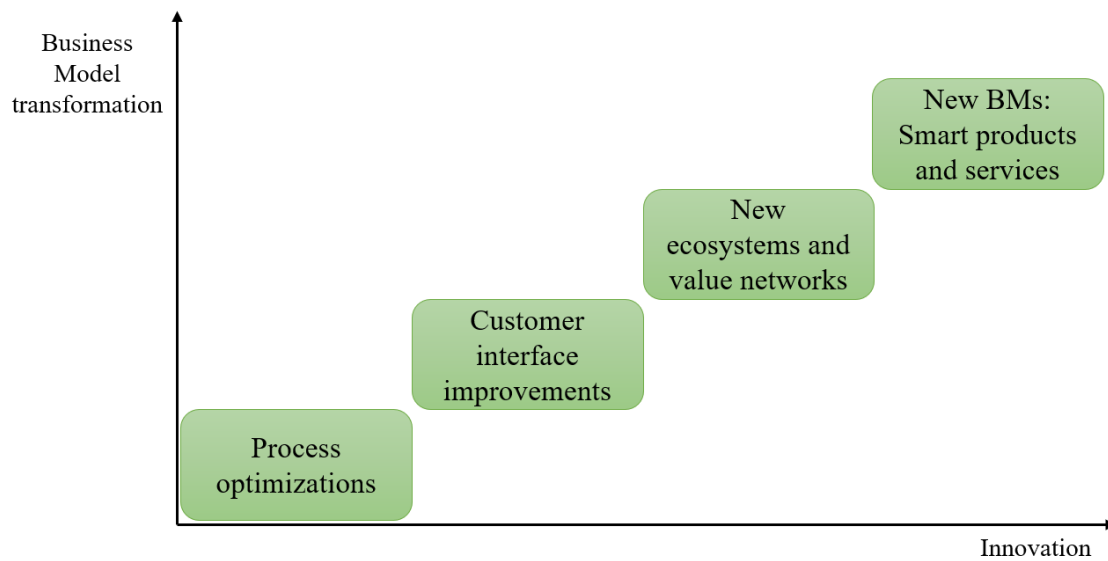 Business
Model
transformation
New BMs:
Smart products
and services
New
ecosystems and
value networks
Customer
interface
improvements
Process
optimizations
Innovation